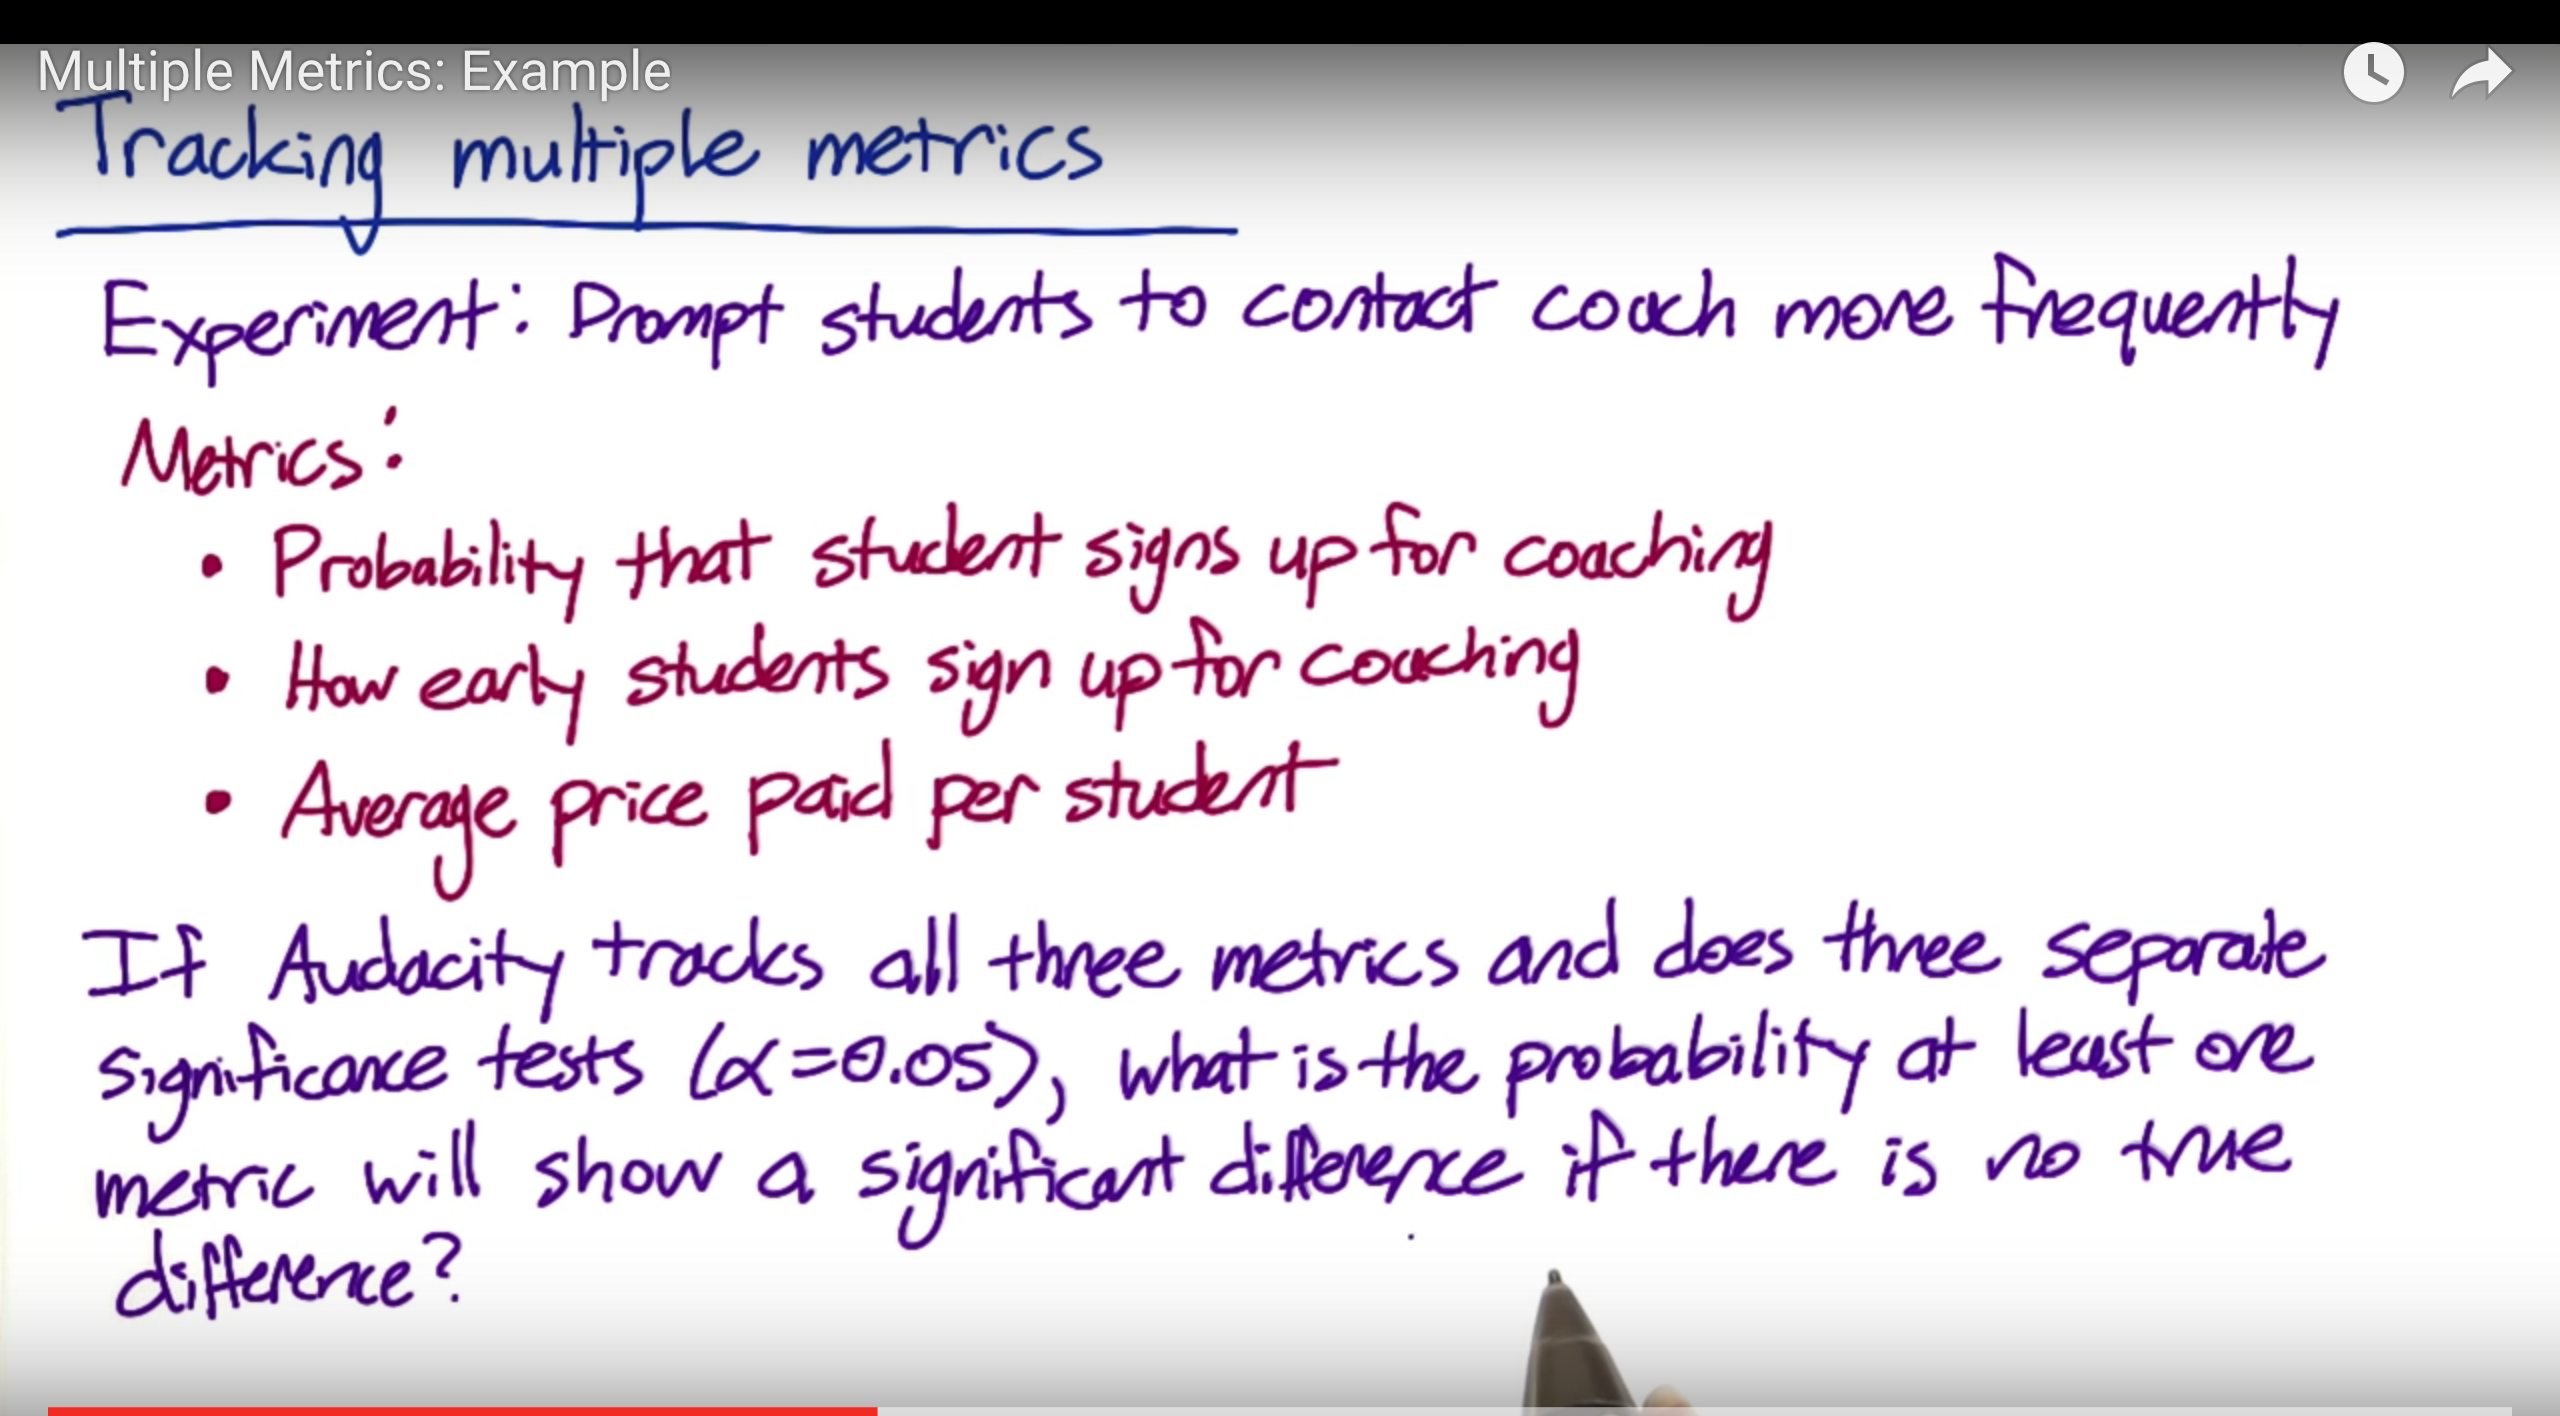 Multiple Metrics: Example
Tracking multiple metrics
Experiment: Prompt students to contact coach more frequently
Metrics:
• Probability that student signs up for coaching
• How early students sign up for coaching
• Average price paid per student
If Audacity tracks all three metrics and does three separate
significance tests (α=0.05), what is the probability at least one
metric will show a significant difference if there is no true
difference?